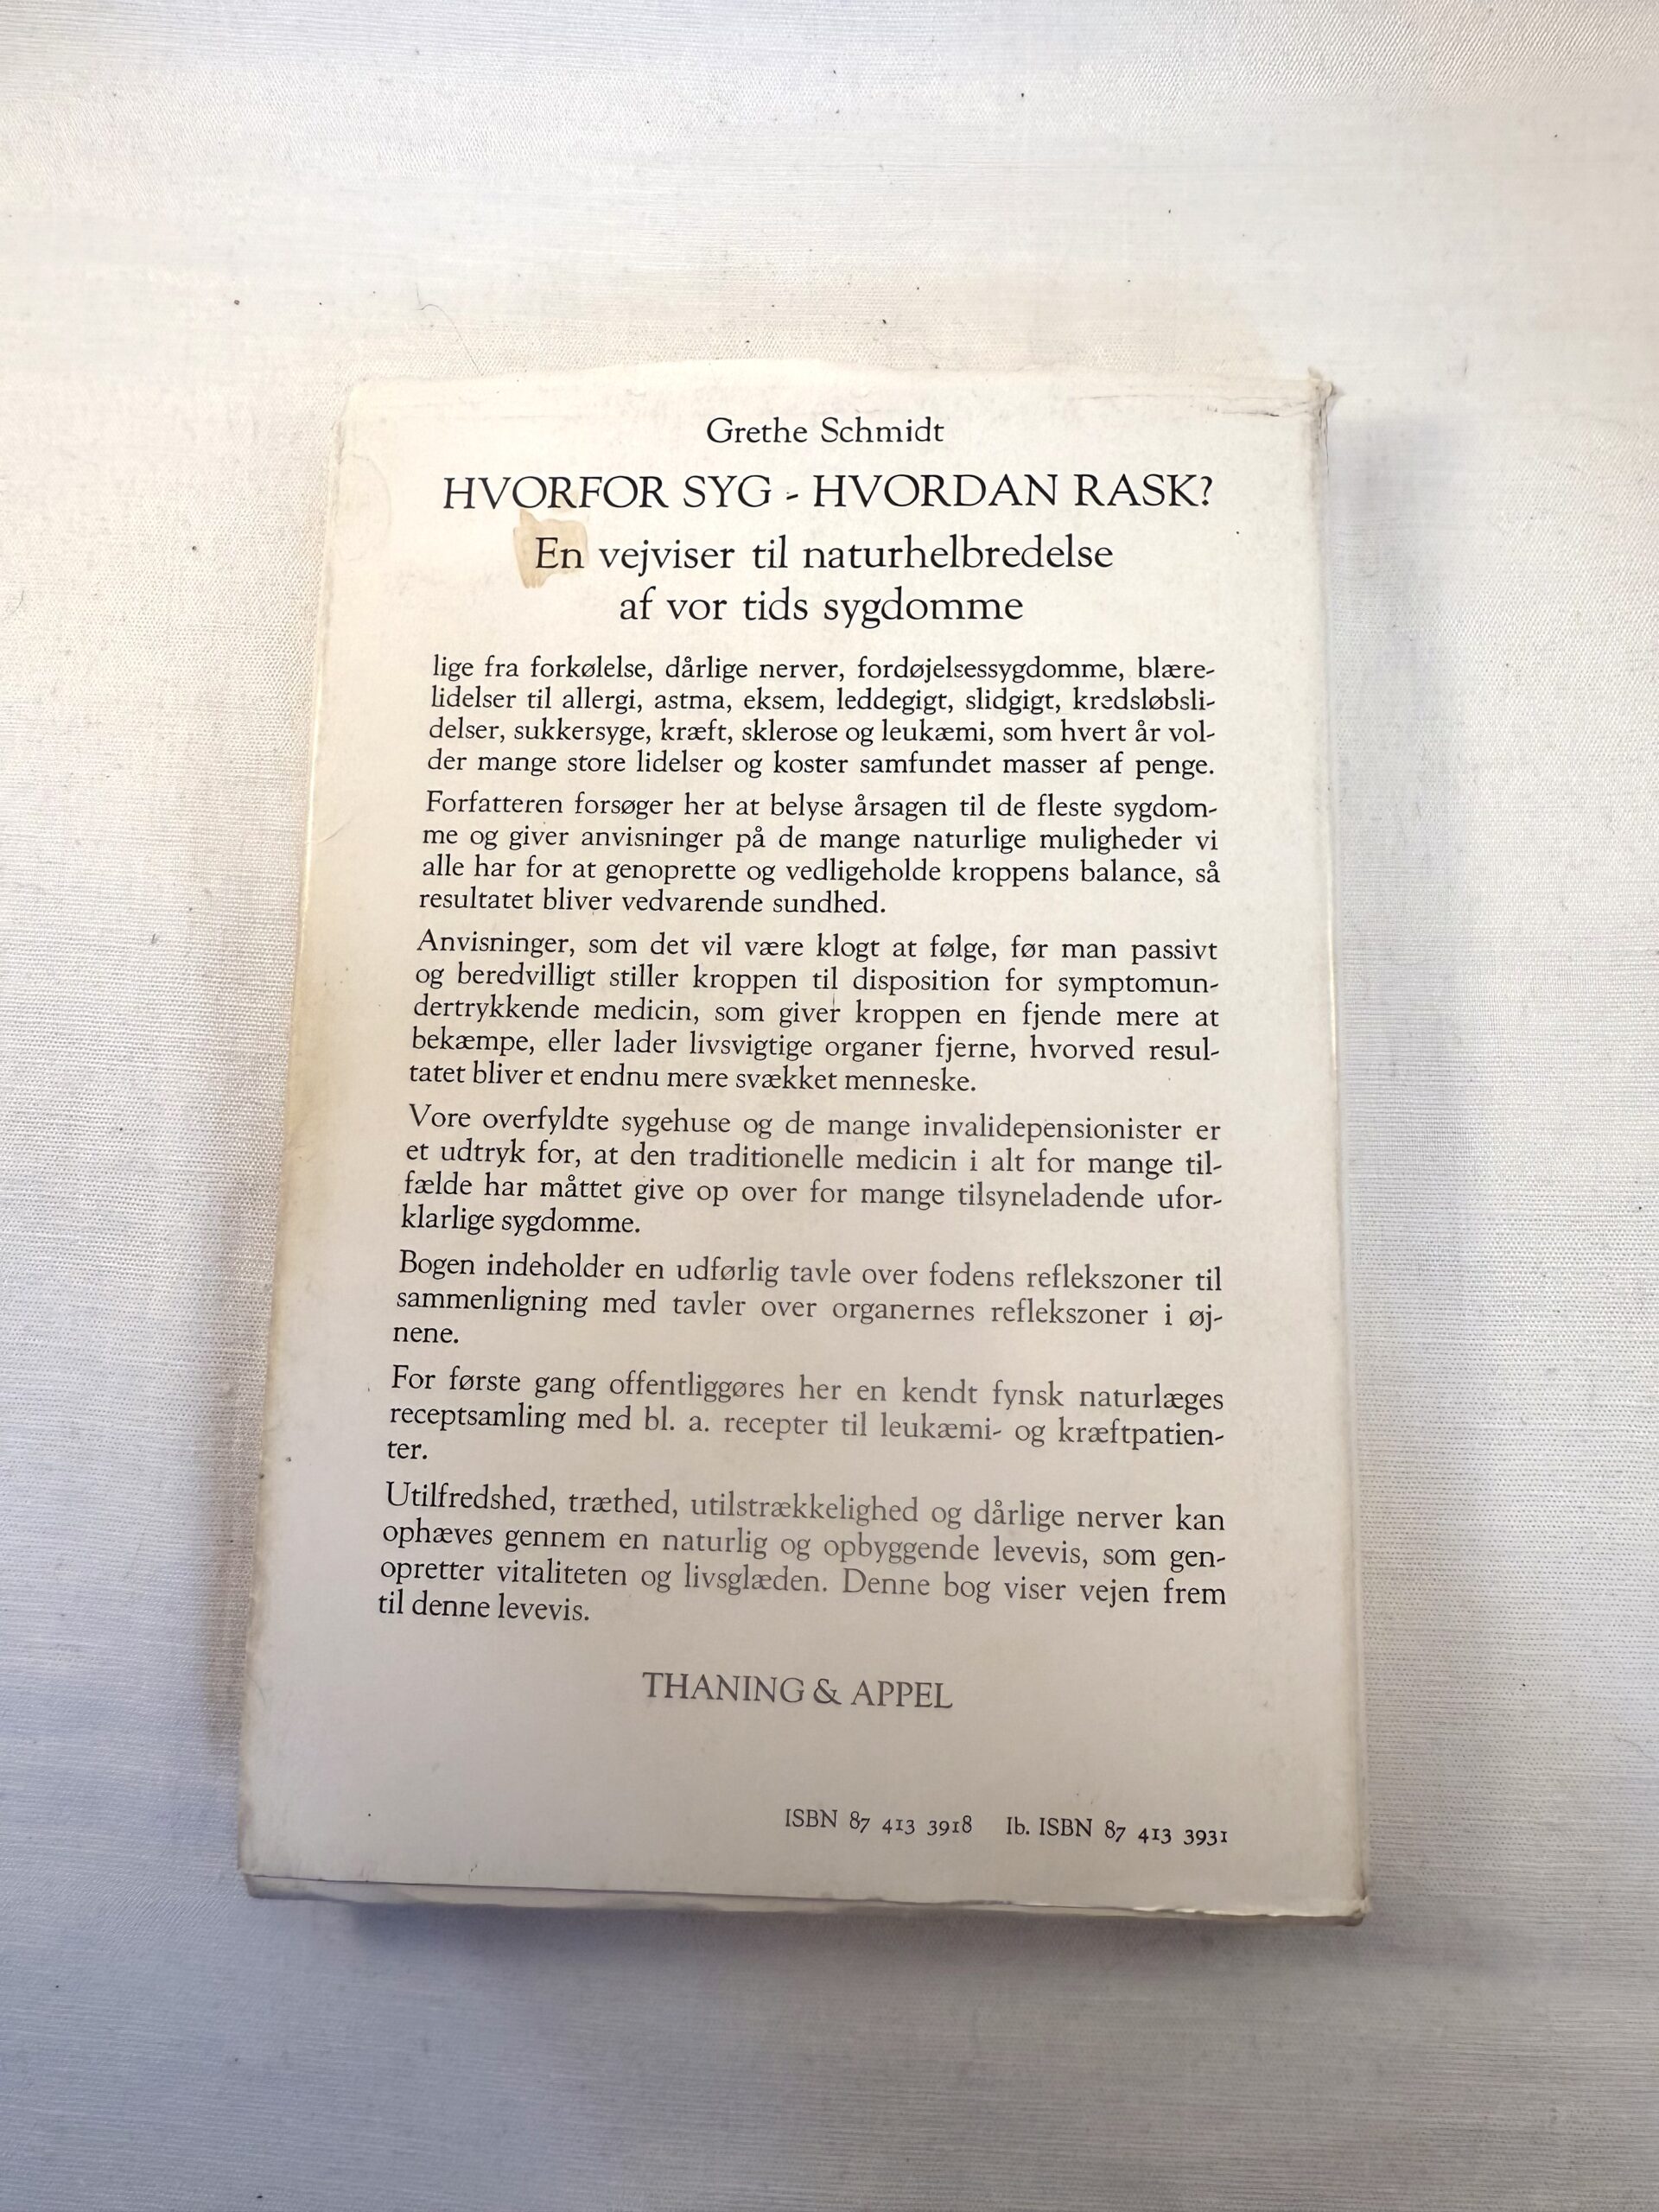 Grethe Schmidt
HVORFOR SYG - HVORDAN RASK?
En vejviser til naturhelbredelse
af vor tids sygdomme
lige fra forkølelse, dårlige nerver, fordøjelsessygdomme, blære-
lidelser til allergi, astma, eksem, leddegigt, slidgigt, kredsløbsli-
delser, sukkersyge, kræft, sklerose og leukæmi, som hvert år vol-
der mange store lidelser og koster samfundet masser af penge.
Forfatteren forsøger her at belyse årsagen til de fleste sygdom-
me og giver anvisninger på de mange naturlige muligheder vi
alle har for at genoprette og vedligeholde kroppens balance, så
resultatet bliver vedvarende sundhed.
Anvisninger, som det vil være klogt at følge, før man passivt
og beredvilligt stiller kroppen til disposition for symptomun-
dertrykkende medicin, som giver kroppen en fjende mere at
bekæmpe, eller lader livsvigtige organer fjerne, hvorved resul-
tatet bliver et endnu mere svækket menneske.
Vore overfyldte sygehuse og de mange invalidepensionister er
et udtryk for, at den traditionelle medicin i alt for mange til-
fælde har måttet give op over for mange tilsyneladende ufor-
klarlige sygdomme.
Bogen indeholder en udførlig tavle over fodens reflekszoner til
sammenligning med tavler over organernes reflekszoner i øj-
nene.
For første gang offentliggøres her en kendt fynsk naturlæges
receptsamling med bl. a. recepter til leukæmi- og kræftpatien-
ter.
Utilfredshed, træthed, utilstrækkelighed og dårlige nerver kan
ophæves gennem en naturlig og opbyggende levevis, som gen-
opretter vitaliteten og livsglæden. Denne bog viser vejen frem
til denne levevis.
THANING & APPEL
ISBN 87 413 3918 Ib. ISBN 87 413 3931